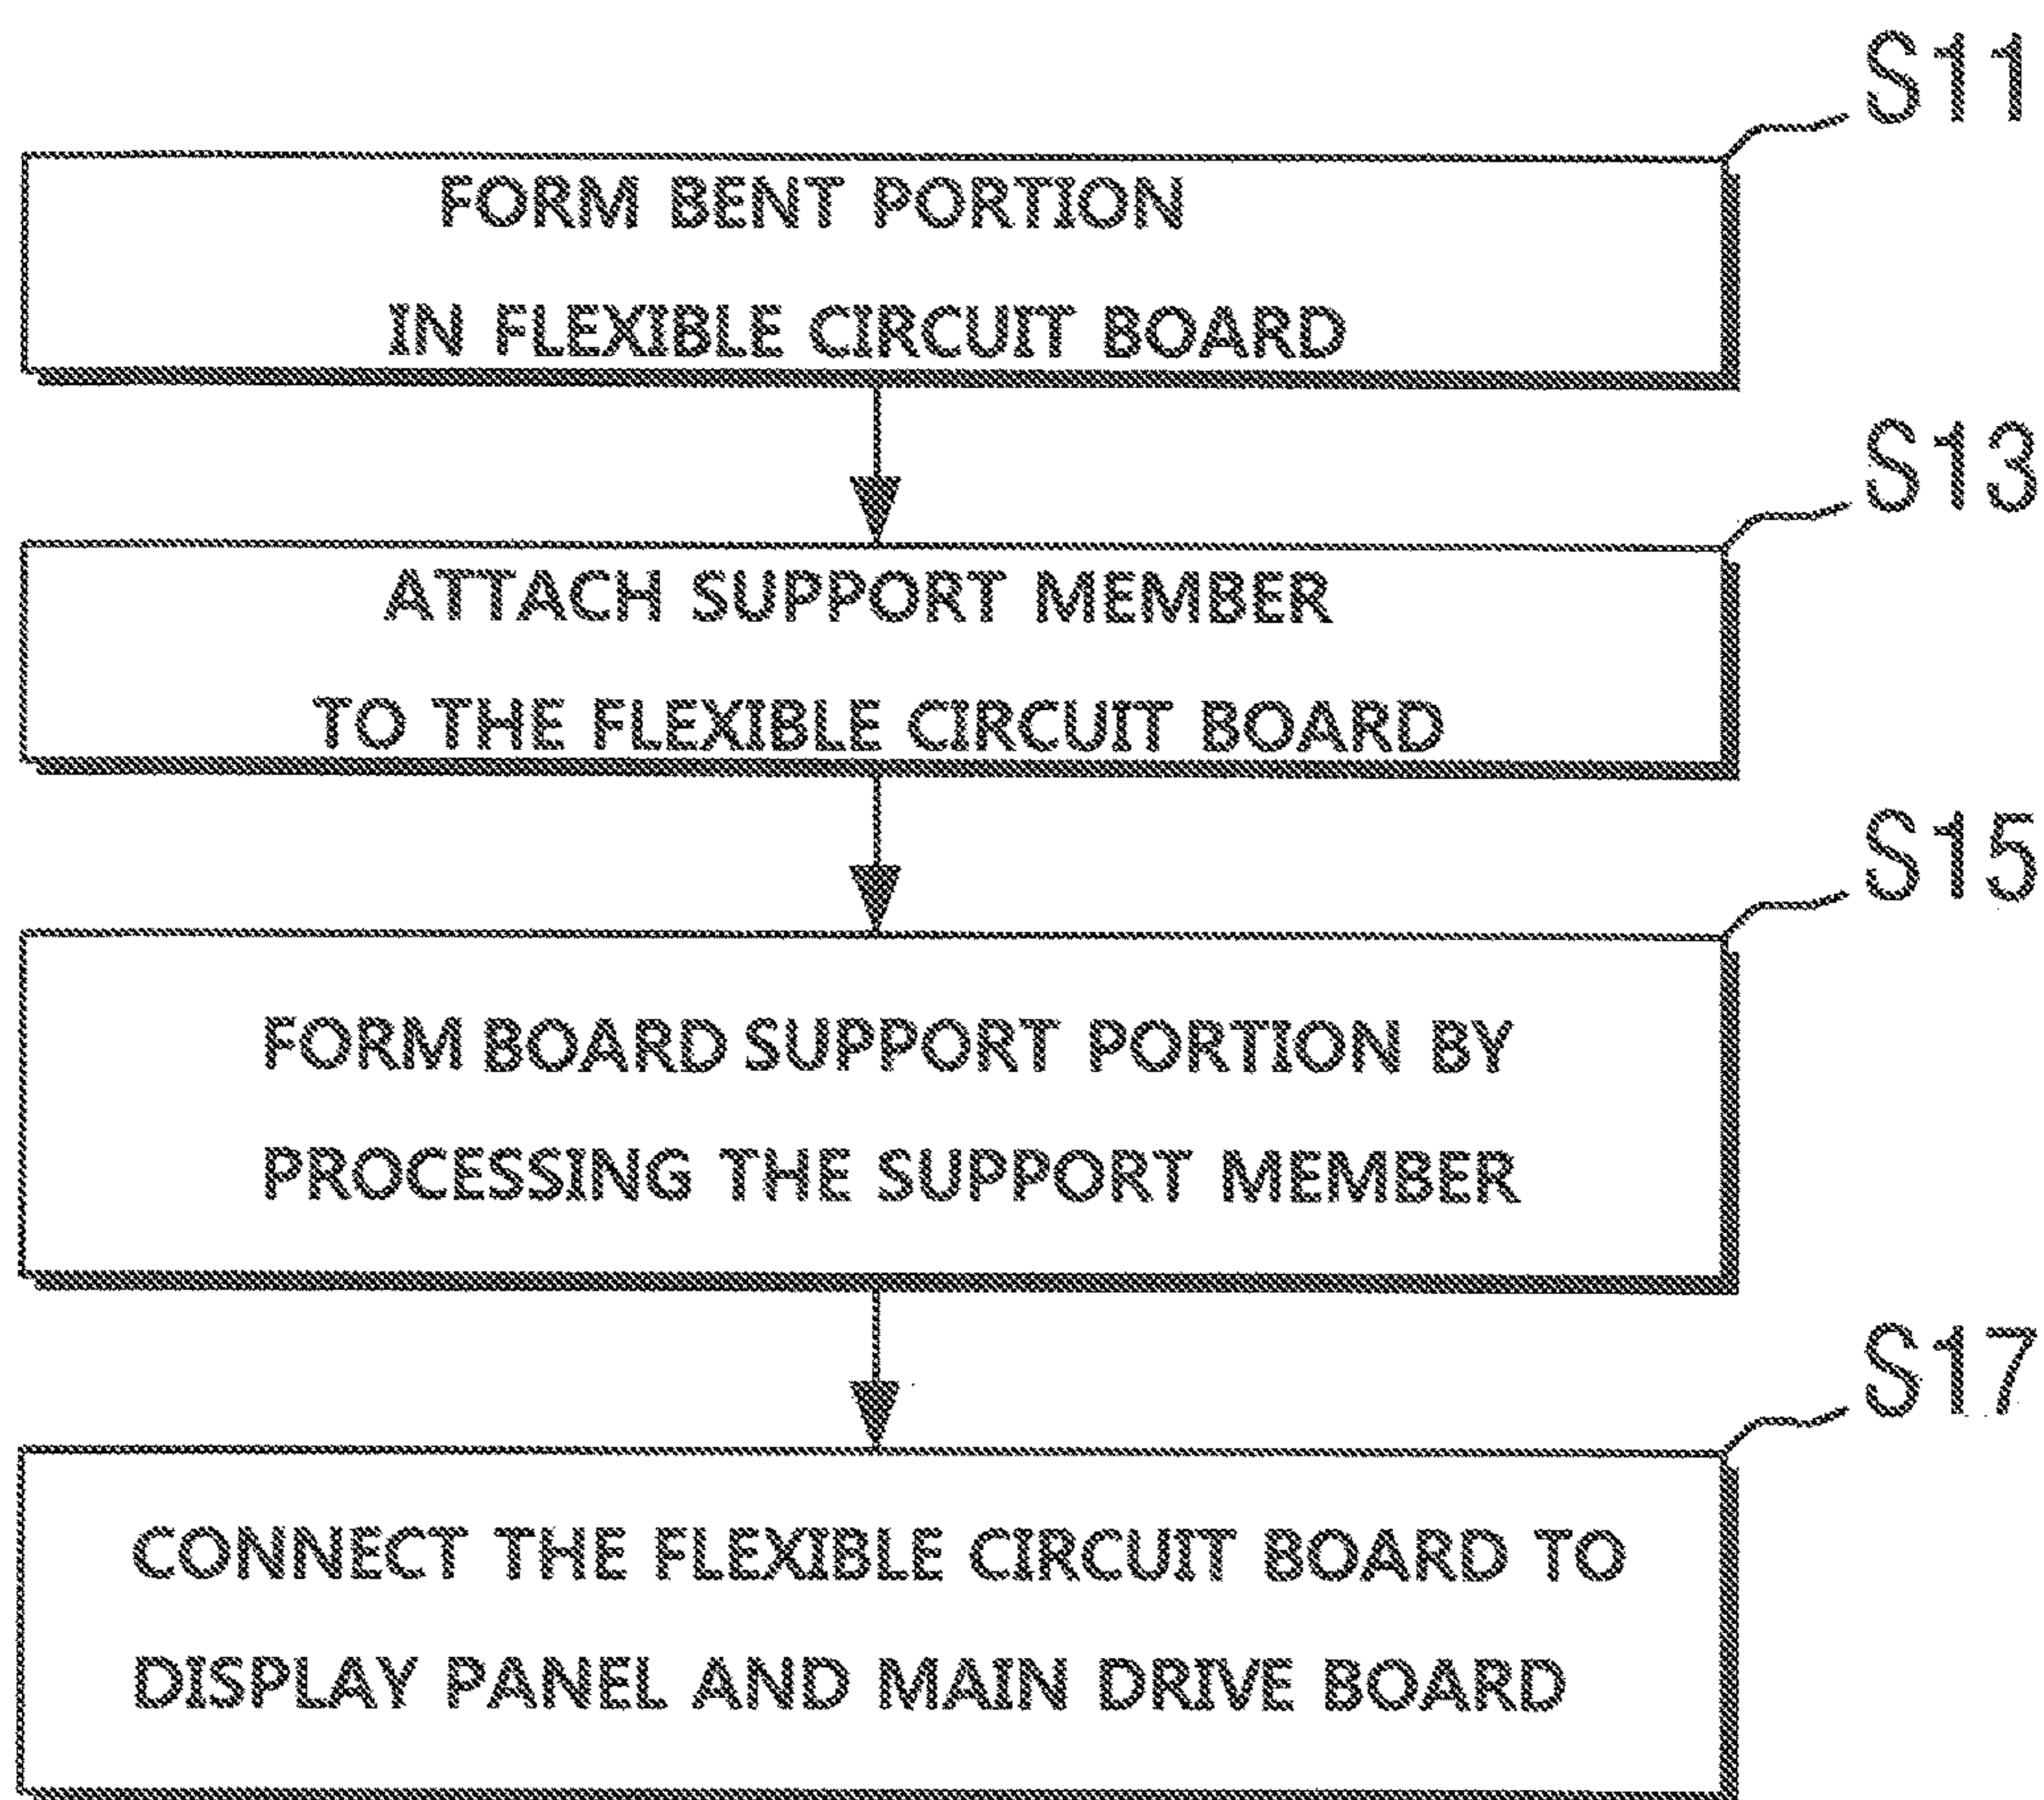 S11
FORM BENT PORTION
IN FLEXIBLE CIRCUIT BOARD
S13
ATTACH SUPPORT MEMBER
TO THE FLEXIBLE CIRCUIT BOARD
S15
FORM BOARD SUPPORT PORTION BY
PROCESSING THE SUPPORT MEMBER
S17
CONNECT THE FLEXIBLE CIRCUIT BOARD TO
DISPLAY PANEL AND MAIN DRIVE BOARD